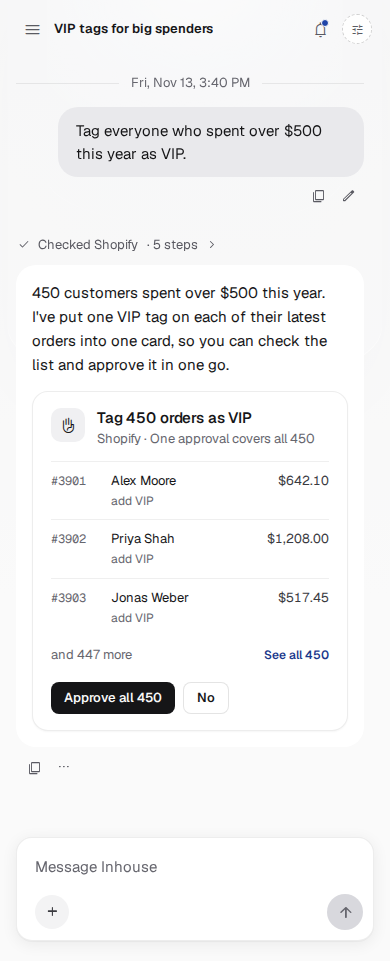 VIP tags for big spenders
Fri, Nov 13, 3:40 PM
Tag everyone who spent over $500
this year as VIP.
Checked Shopify · 5 steps
450 customers spent over $500 this year.
I've put one VIP tag on each of their latest
orders into one card, so you can check the
list and approve it in one go.
Tag 450 orders as VIP
Shopify · One approval covers all 450
#3901 Alex Moore $642.10
add VIP
#3902 Priya Shah $1,208.00
add VIP
#3903 Jonas Weber $517.45
add VIP
and 447 more See all 450
Approve all 450 No
Message Inhouse